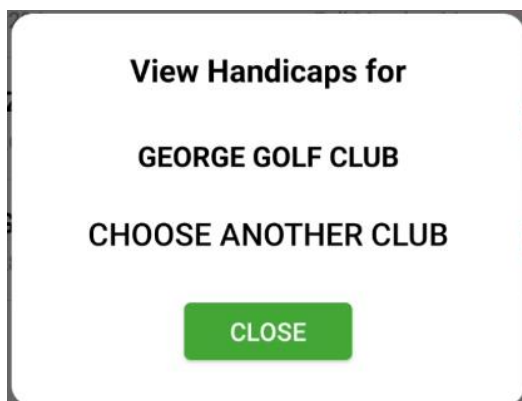 View Handicaps for
GEORGE GOLF CLUB
CHOOSE ANOTHER CLUB
CLOSE